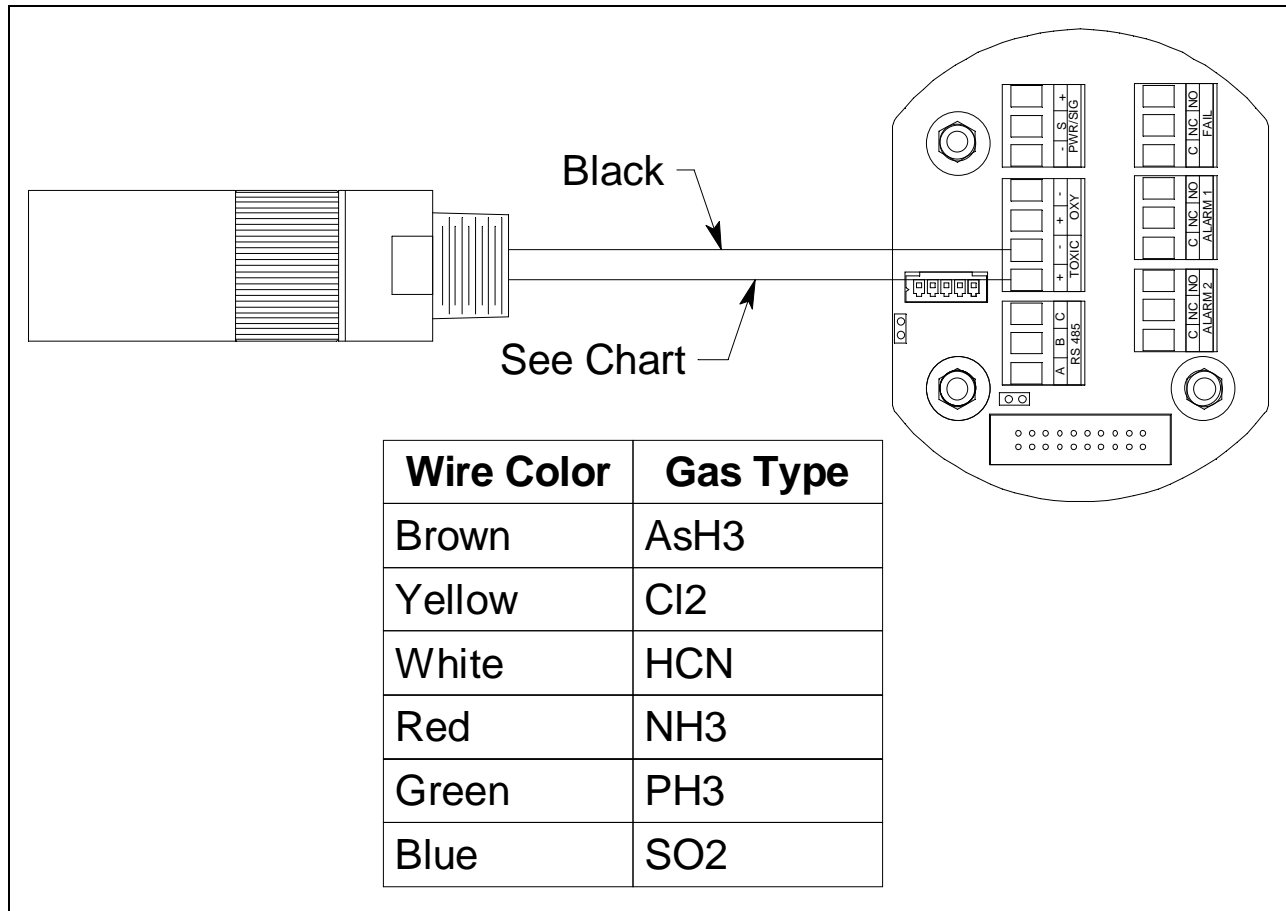 Black
See Chart
+
S
-
PWR/SIG
NO
NC
C
FAIL
-
+
OXY
-
+
TOXIC
NO
NC
C
ALARM 1
C
B
A
RS 485
NO
NC
C
ALARM 2
Wire Color Gas Type
Brown AsH3
Yellow Cl2
White HCN
Red NH3
Green PH3
Blue SO2